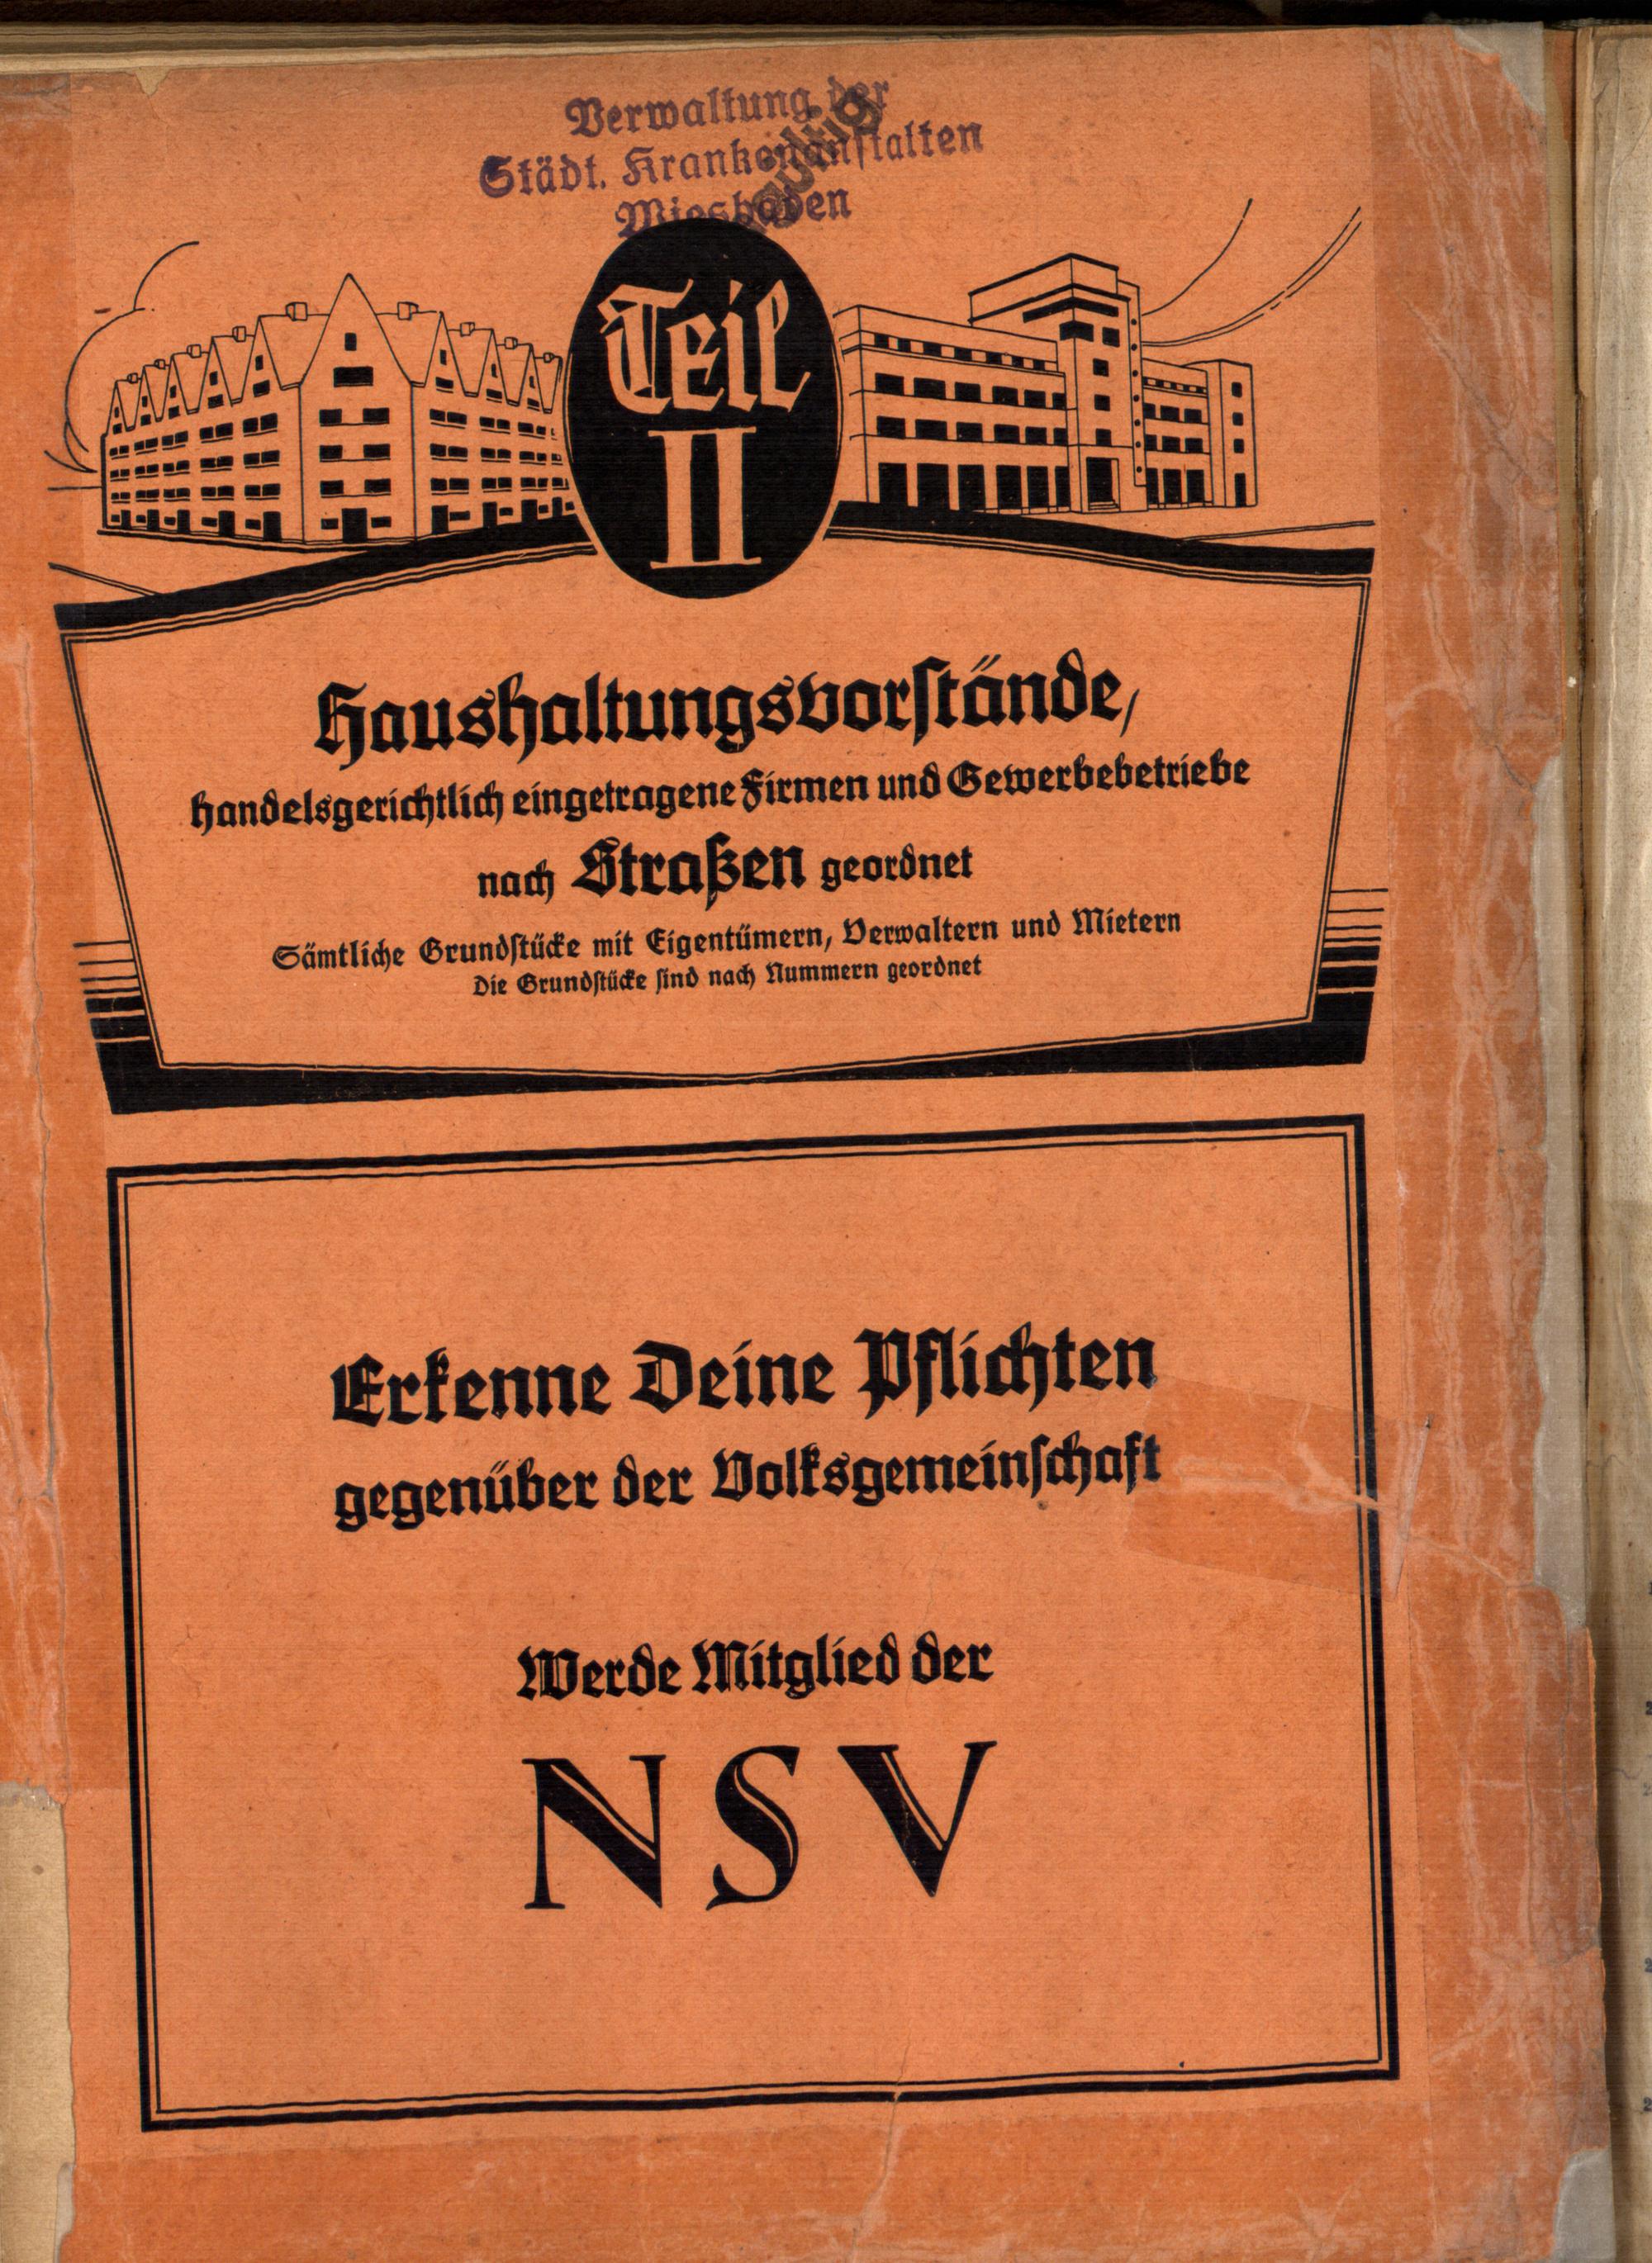 Verwaltung der
Städt. Krankenanstalten
Wiesbaden
Teil
II
Haushaltungsvorstände,
handelsgerichtlich eingetragene Firmen und Gewerbebetriebe
nach Straßen geordnet
Sämtliche Grundstücke mit Eigentümern, Verwaltern und Mietern
Die Grundstücke sind nach Nummern geordnet
Erkenne Deine Pflichten
gegenüber der Volksgemeinschaft
Werde Mitglied der
NSV